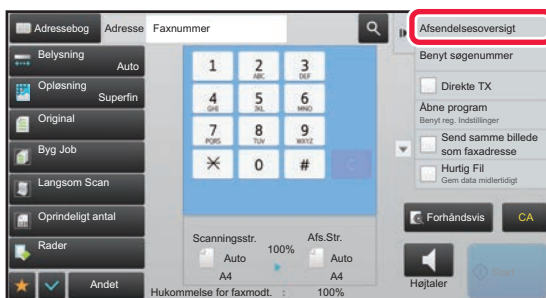 Adressebog
Adresse
Faxnummer
Afsendelsesoversigt
Belysning
Auto
Opløsning
Superfin
Original
Byg Job
Langsom Scan
Oprindeligt antal
Rader
Andet
1
2
ABC
3
DEF
4
GHI
5
JKL
6
MNO
7
PQRS
8
TUV
9
WXYZ
0
#
C
Scanningsstr.
100%
Afs.Str.
Auto
A4
Auto
A4
Hukommelse for faxmodt. : 100%
Benyt søgenummer
Direkte TX
Åbne program
Benyt reg. Indstillinger
Send samme billede
som faxadresse
Hurtig Fil
Gem data midlertidigt
Forhåndsvis
CA
Højtaler
Start